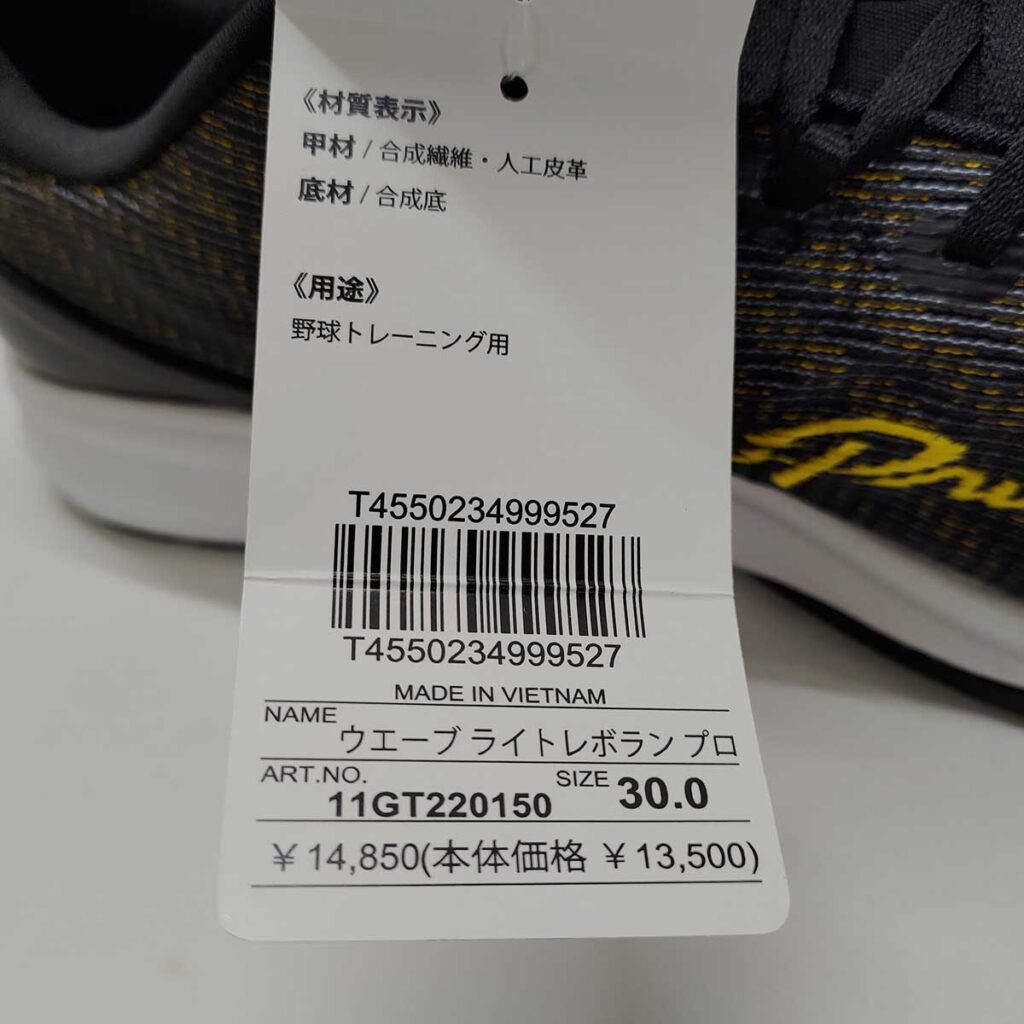 《材質表示》
甲材 / 合成繊維・人工皮革
底材 / 合成底
《用途》
野球トレーニング用
T4550234999527
T4550234999527
MADE IN VIETNAM
NAME
ウエーブ ライトレボラン プロ
ART.NO.
11GT220150
SIZE 30.0
¥14,850(本体価格 ¥13,500)